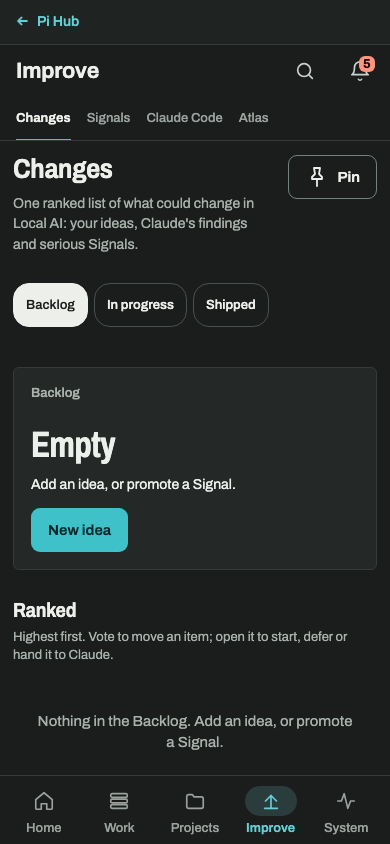 ← Pi Hub
Improve
5
Changes Signals Claude Code Atlas
Changes
Pin
One ranked list of what could change in
Local AI: your ideas, Claude's findings
and serious Signals.
Backlog In progress Shipped
Backlog
Empty
Add an idea, or promote a Signal.
New idea
Ranked
Highest first. Vote to move an item; open it to start, defer or
hand it to Claude.
Nothing in the Backlog. Add an idea, or promote
a Signal.
Home Work Projects Improve System